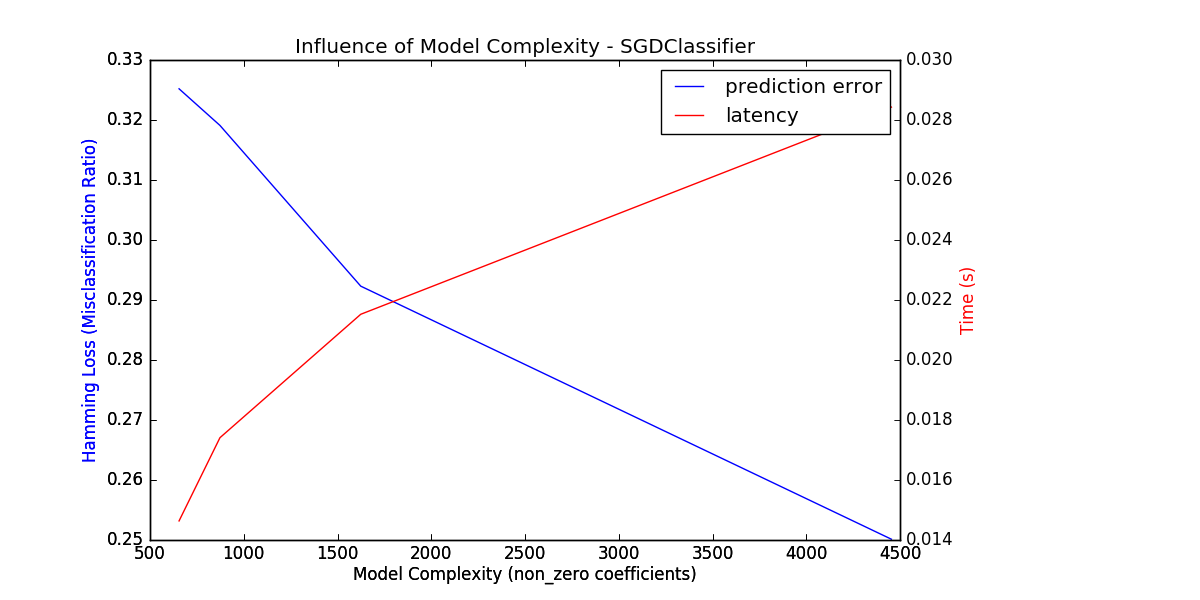 Influence of Model Complexity - SGDClassifier
prediction error
latency
0.33
0.32
0.31
0.30
0.29
0.28
0.27
0.26
0.25
Hamming Loss (Misclassification Ratio)
0.030
0.028
0.026
0.024
0.022
0.020
0.018
0.016
0.014
Time (s)
500 1000 1500 2000 2500 3000 3500 4000 4500
Model Complexity (non_zero coefficients)